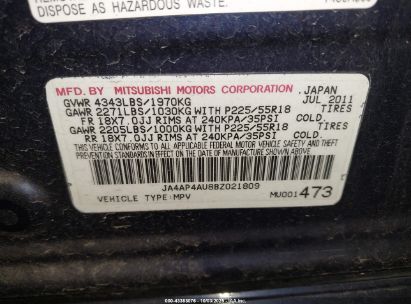 DISPOSE AS HAZARDOUS WASTE.
MFD. BY MITSUBISHI MOTORS CORPORATION, JAPAN
GVWR 4343LBS/1970KG JUL 2011
GAWR 2271LBS/1030KG WITH P225/55R18 TIRES
FR 18X7.0JJ RIMS AT 240KPA/35PSI COLD.
GAWR 2205LBS/1000KG WITH P225/55R18 TIRES
RR 18X7.0JJ RIMS AT 240KPA/35PSI COLD.
THIS VEHICLE CONFORMS TO ALL APPLICABLE FEDERAL
MOTOR VEHICLE SAFETY AND THEFT PREVENTION
STANDARDS IN EFFECT ON THE DATE OF
MANUFACTURE SHOWN ABOVE.
JA4AP4AU8BZ021809
VEHICLE TYPE:MPV MU001473